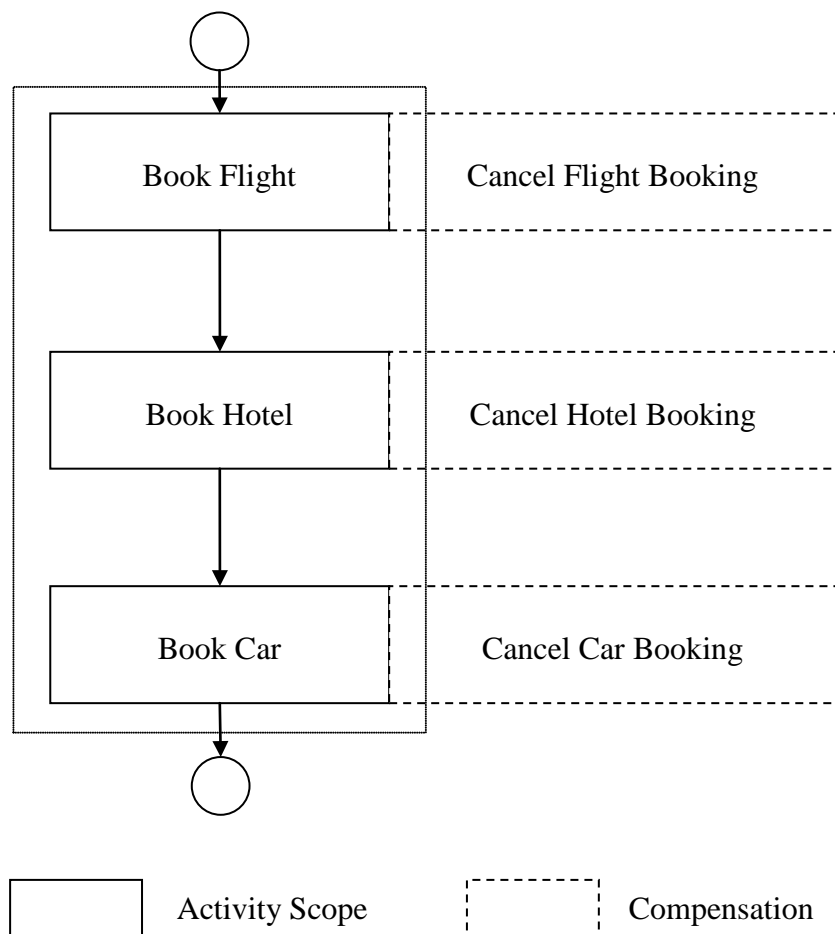 Book Flight
Cancel Flight Booking
Book Hotel
Cancel Hotel Booking
Book Car
Cancel Car Booking
Activity Scope
Compensation